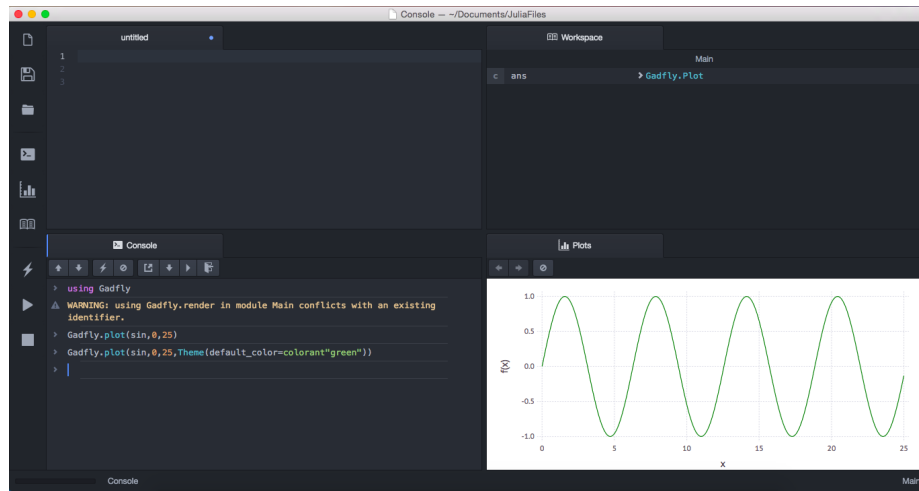 Console — ~/Documents/JuliaFiles
untitled
1
2
3
Workspace
Main
c ans Gadfly.Plot
Console
> using Gadfly
WARNING: using Gadfly.render in module Main conflicts with an existing
identifier.
> Gadfly.plot(sin,0,25)
> Gadfly.plot(sin,0,25,Theme(default_color=colorant"green"))
>
Plots
1.0
0.5
0.0
-0.5
-1.0
f(x)
0 5 10 15 20 25
x
Console
Main